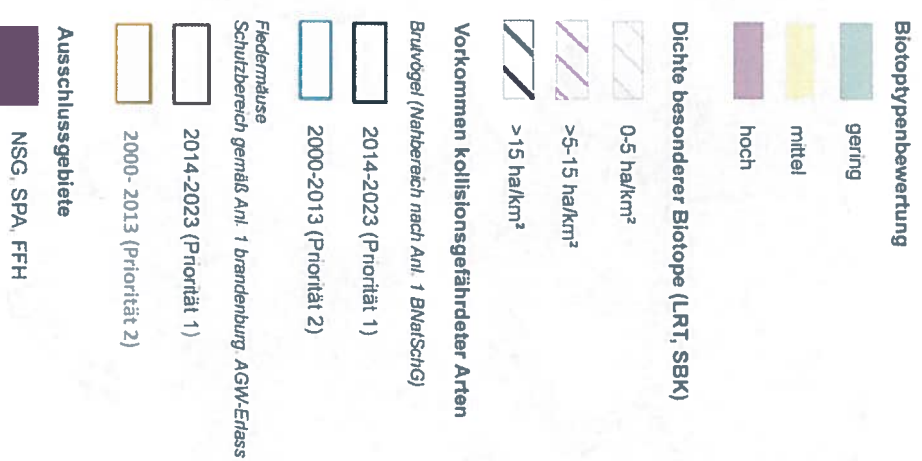 Biotoptypenbewertung
gering
mittel
hoch
Dichte besonderer Biotope (LRT, SBK)
0-5 ha/km²
>5-15 ha/km²
>15 ha/km²
Vorkommen kollisionsgefährdeter Arten
Brutvögel (Nahbereich nach Anl. 1 BNatSchG)
2014-2023 (Priorität 1)
2000-2013 (Priorität 2)
Fledermäuse
Schutzbereich gemäß Anl. 1 brandenburg. AGW-Erlass
2014-2023 (Priorität 1)
2000- 2013 (Priorität 2)
Ausschlussgebiete
NSG, SPA, FFH